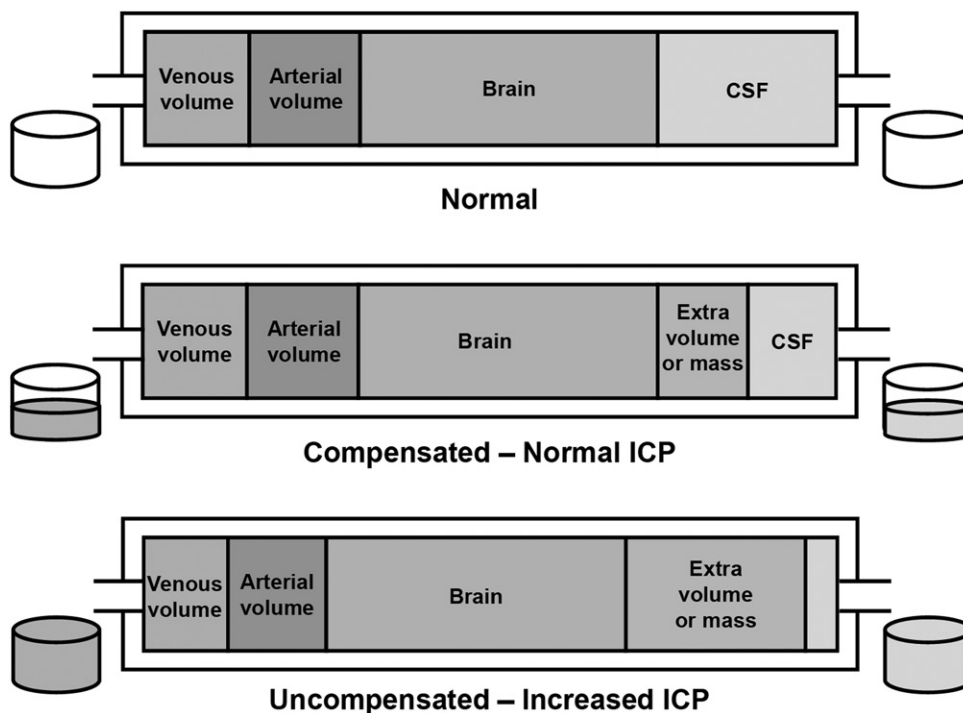 Venous
volume
Arterial
volume
Brain
CSF
Normal
Venous
volume
Arterial
volume
Brain
Extra
volume
or mass
CSF
Compensated – Normal ICP
Venous
volume
Arterial
volume
Brain
Extra
volume
or mass
Uncompensated – Increased ICP